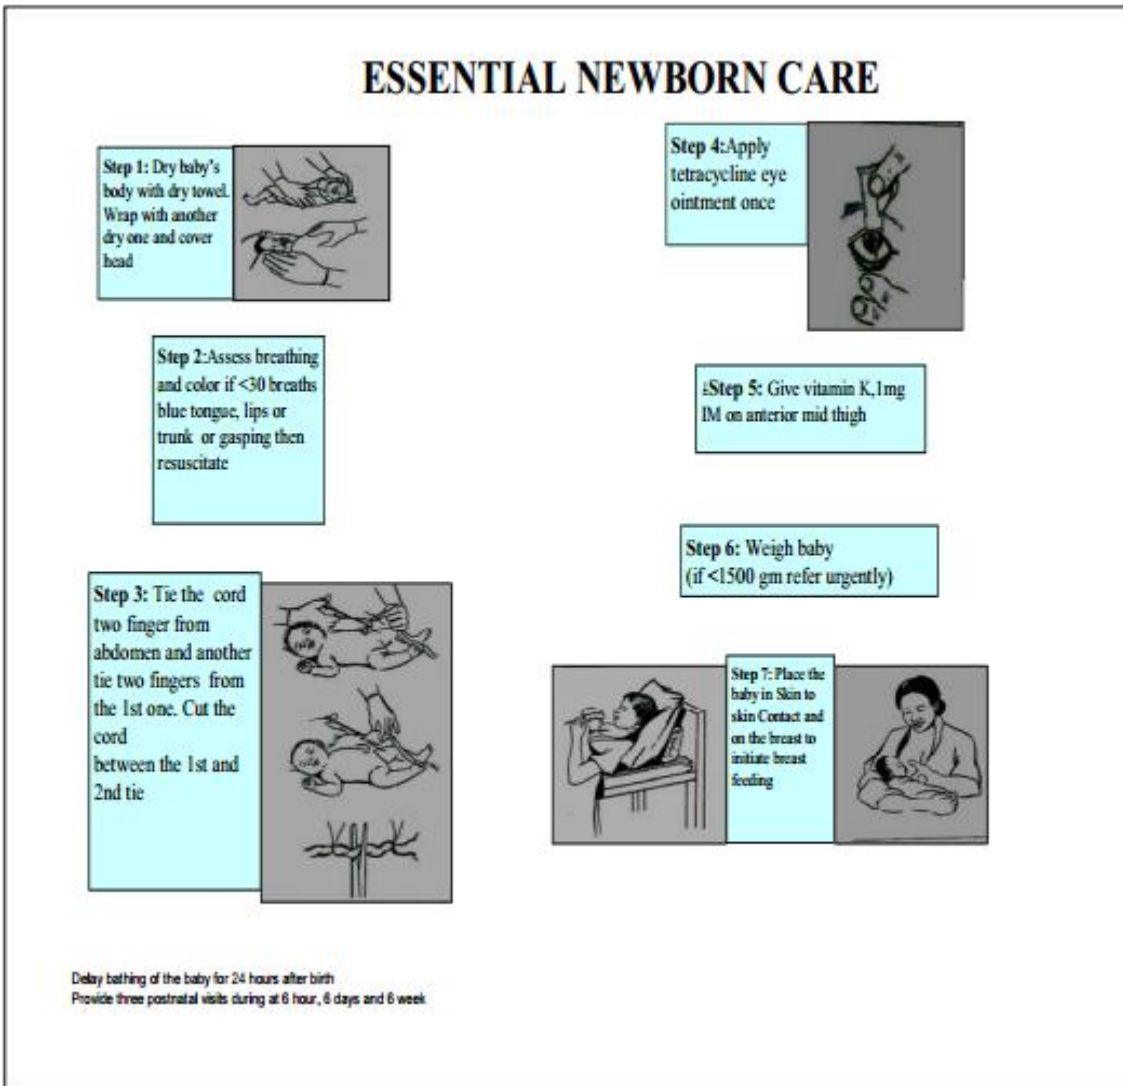 ESSENTIAL NEWBORN CARE
Step 1: Dry baby's
body with dry towel.
Wrap with another
dry one and cover
head
Step 2:Assess breathing
and color if <30 breaths
blue tongue, lips or
trunk or gasping then
resuscitate
Step 3: Tie the cord
two finger from
abdomen and another
tie two fingers from
the 1st one. Cut the
cord
between the 1st and
2nd tie
Step 4:Apply
tetracycline eye
ointment once
Step 5: Give vitamin K,1mg
IM on anterior mid thigh
Step 6: Weigh baby
(if <1500 gm refer urgently)
Step 7: Place the
baby in Skin to
skin Contact and
on the breast to
initiate breast
feeding
Delay bathing of the baby for 24 hours after birth
Provide three postnatal visits during at 6 hour, 6 days and 6 week